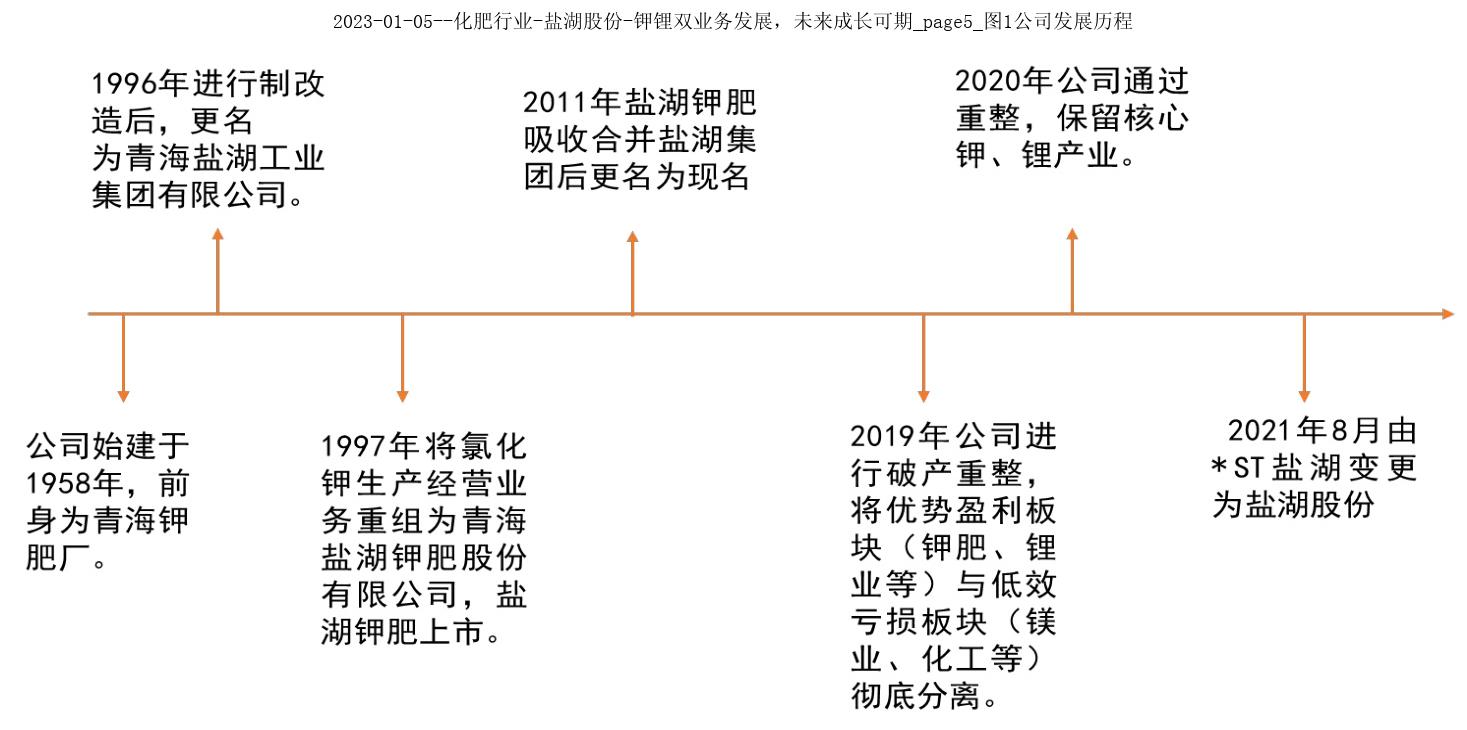 2023-01-05--化肥行业-盐湖股份-钾锂双业务发展，未来成长可期_page5_图1公司发展历程
1996年进行制改
造后，更名
为青海盐湖工业
集团有限公司。
2011年盐湖钾肥
吸收合并盐湖集
团后更名为现名
2020年公司通过
重整，保留核心
钾、锂产业。
公司始建于
1958年，前
身为青海钾
肥厂。
1997年将氯化
钾生产经营业
务重组为青海
盐湖钾肥股份
有限公司，盐
湖钾肥上市。
2019年公司进
行破产重整，
将优势盈利板
块（钾肥、锂
业等）与低效
亏损板块（镁
业、化工等）
彻底分离。
2021年8月由
*ST盐湖变更
为盐湖股份